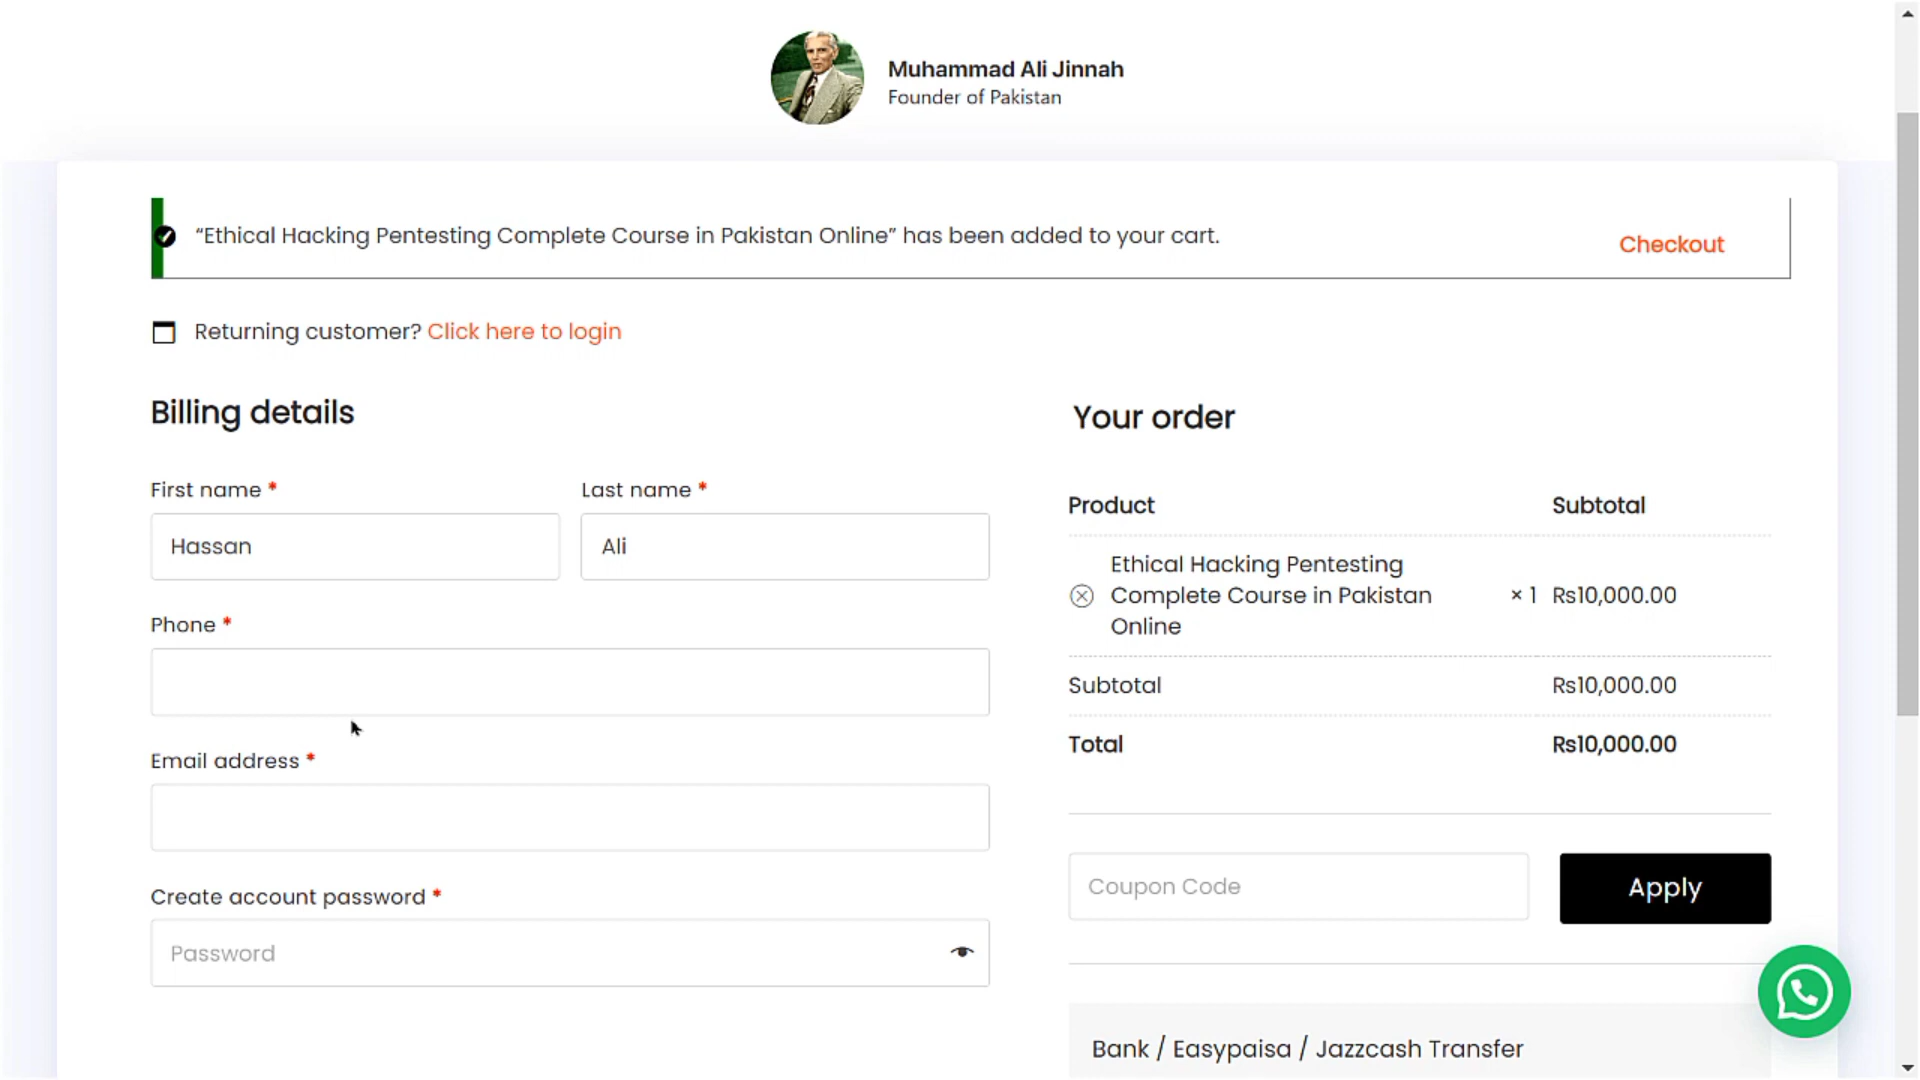 Muhammad Ali Jinnah
Founder of Pakistan
“Ethical Hacking Pentesting Complete Course in Pakistan Online” has been added to your cart.
Checkout
Returning customer? Click here to login
Billing details
First name *
Last name *
Hassan
Ali
Phone *
Email address *
Create account password *
Password
Your order
Product Subtotal
Ethical Hacking Pentesting
Complete Course in Pakistan × 1 Rs10,000.00
Online
Subtotal Rs10,000.00
Total Rs10,000.00
Coupon Code
Apply
Bank / Easypaisa / Jazzcash Transfer